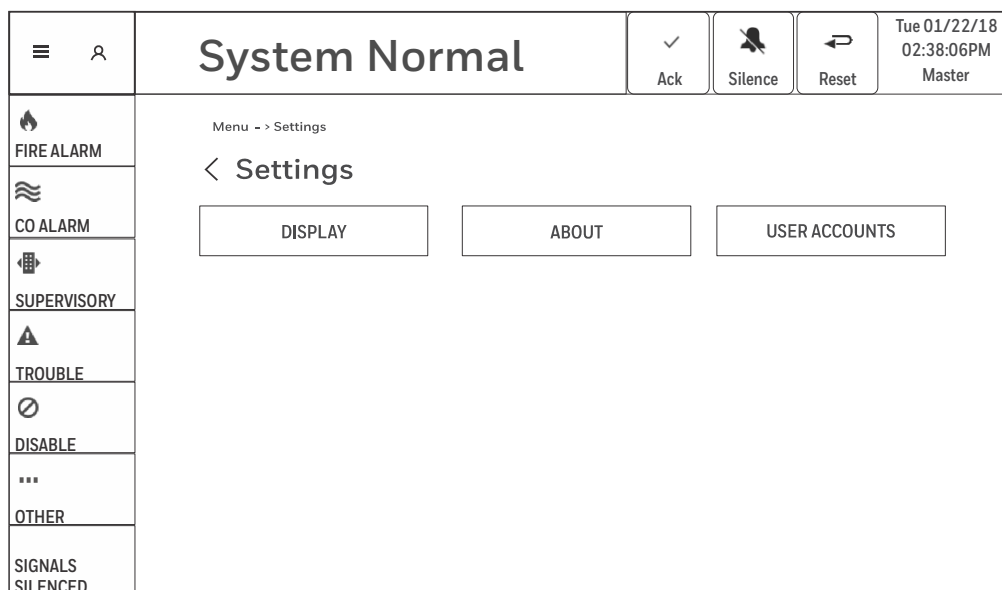 System Normal
Ack
Silence
Reset
Tue 01/22/18
02:38:06PM
Master
FIRE ALARM
CO ALARM
SUPERVISORY
TROUBLE
DISABLE
OTHER
SIGNALS
SILENCED
Menu -> Settings
< Settings
DISPLAY
ABOUT
USER ACCOUNTS